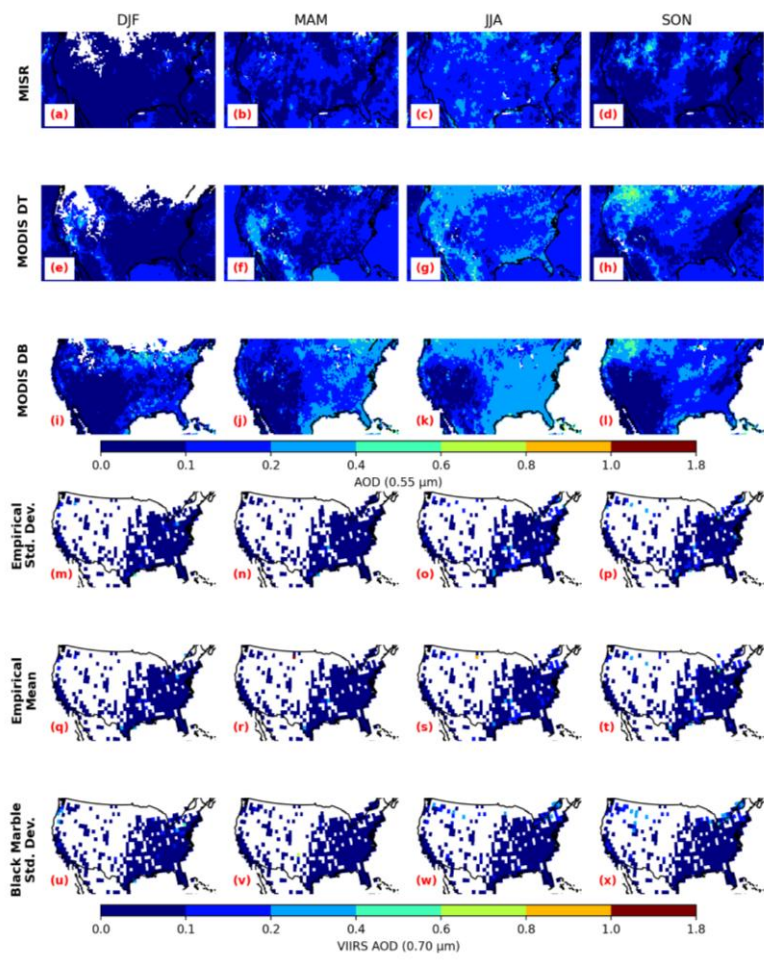 DJF MAM JJA SON
MISR
(a) (b) (c) (d)
MODIS DT
(e) (f) (g) (h)
MODIS DB
(i) (j) (k) (l)
0.0 0.1 0.2 0.4 0.6 0.8 1.0 1.8
AOD (0.55 μm)
Empirical
Std. Dev.
(m) (n) (o) (p)
Empirical
Mean
(q) (r) (s) (t)
Black Marble
Std. Dev.
(u) (v) (w) (x)
0.0 0.1 0.2 0.4 0.6 0.8 1.0 1.8
VIIRS AOD (0.70 μm)